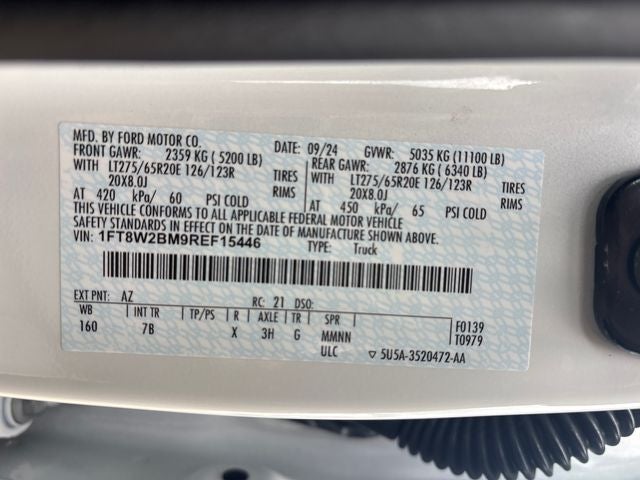 MFD. BY FORD MOTOR CO. DATE: 09/24 GVWR: 5035 KG (11100 LB)
FRONT GAWR: 2359 KG ( 5200 LB) REAR GAWR: 2876 KG ( 6340 LB)
WITH LT275/65R20E 126/123R TIRES WITH LT275/65R20E 126/123R TIRES
20X8.0J RIMS 20X8.0J RIMS
AT 420 kPa/ 60 PSI COLD AT 450 kPa/ 65 PSI COLD
THIS VEHICLE CONFORMS TO ALL APPLICABLE FEDERAL MOTOR VEHICLE
SAFETY STANDARDS IN EFFECT ON THE DATE OF MANUFACTURE SHOWN ABOVE.
VIN: 1FT8W2BM9REF15446 TYPE: Truck
EXT PNT: AZ RC: 21 DSO:
WB INT TR TP/PS R AXLE TR SPR F0139
160 7B X 3H G MMNN T0979
ULC ▽ 5U5A-3520472-AA